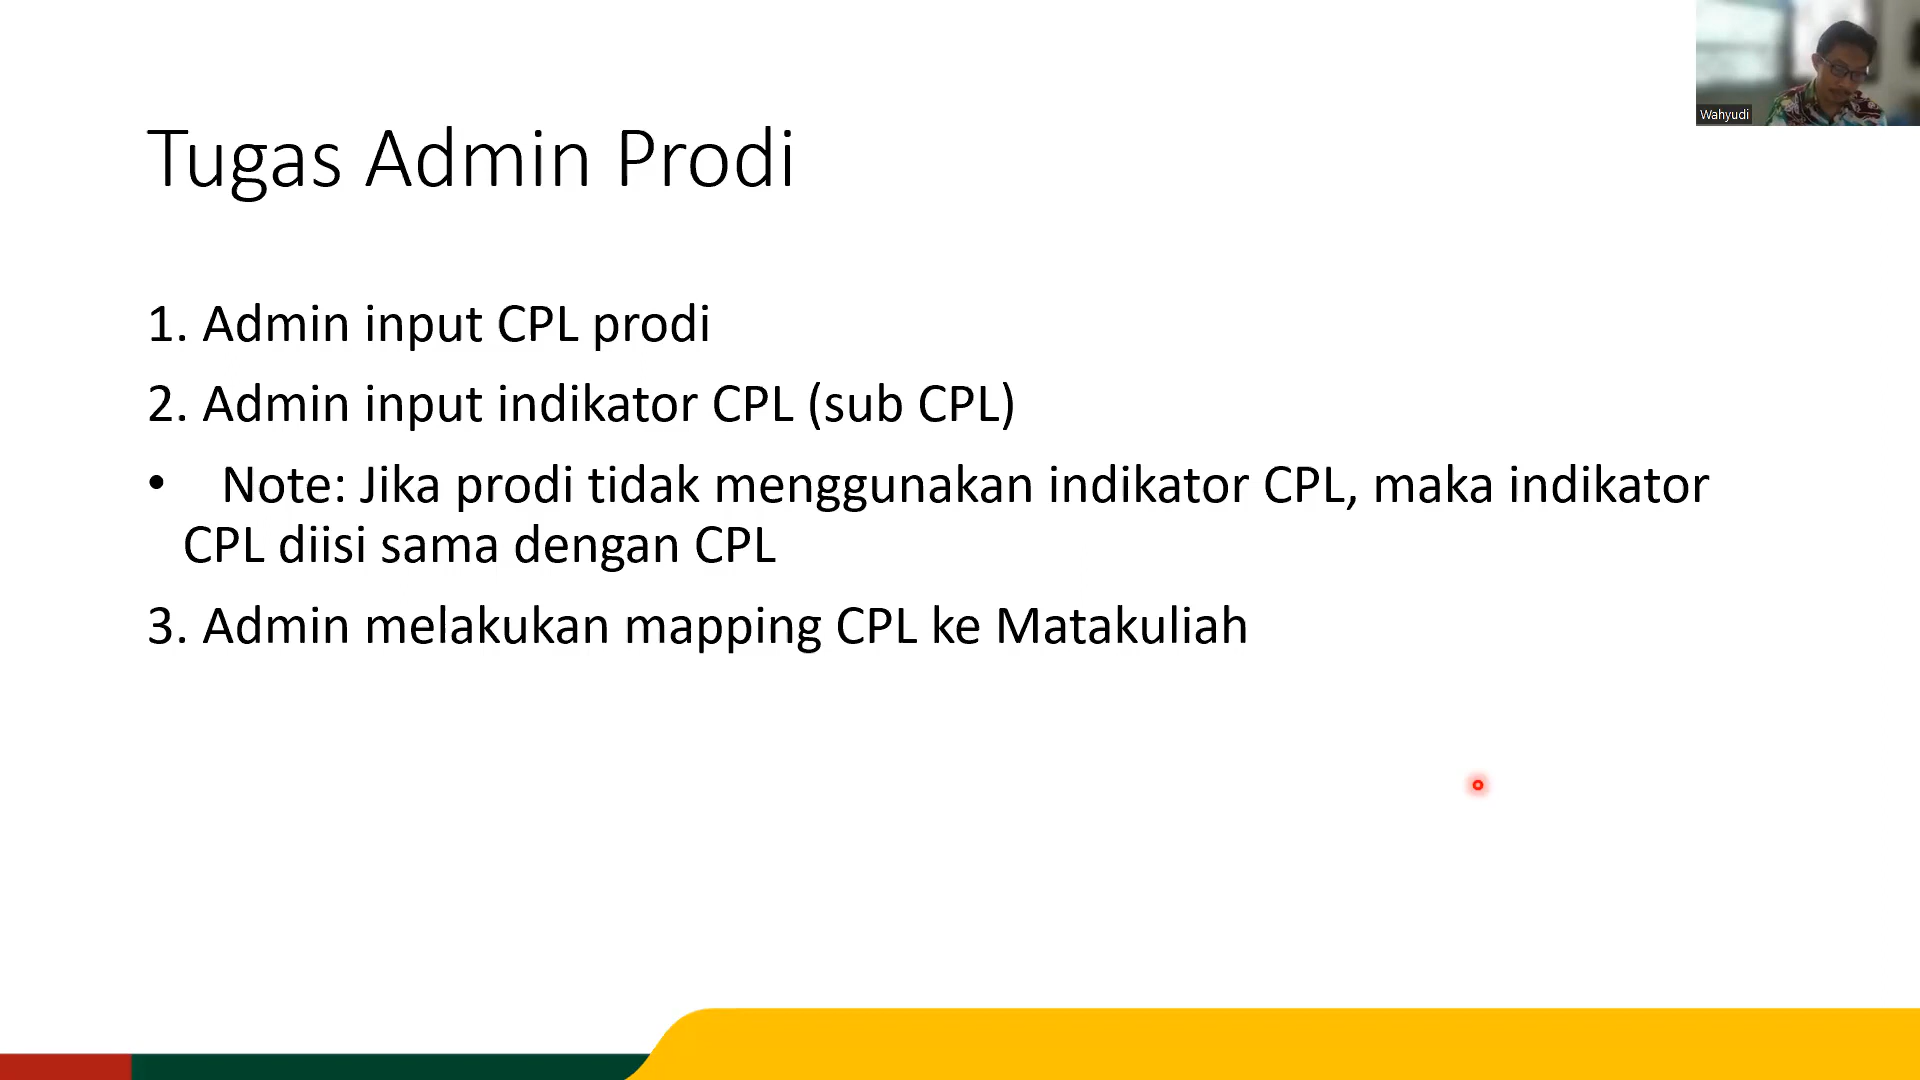 Wahyudi
Tugas Admin Prodi
1. Admin input CPL prodi
2. Admin input indikator CPL (sub CPL)
• Note: Jika prodi tidak menggunakan indikator CPL, maka indikator
CPL diisi sama dengan CPL
3. Admin melakukan mapping CPL ke Matakuliah